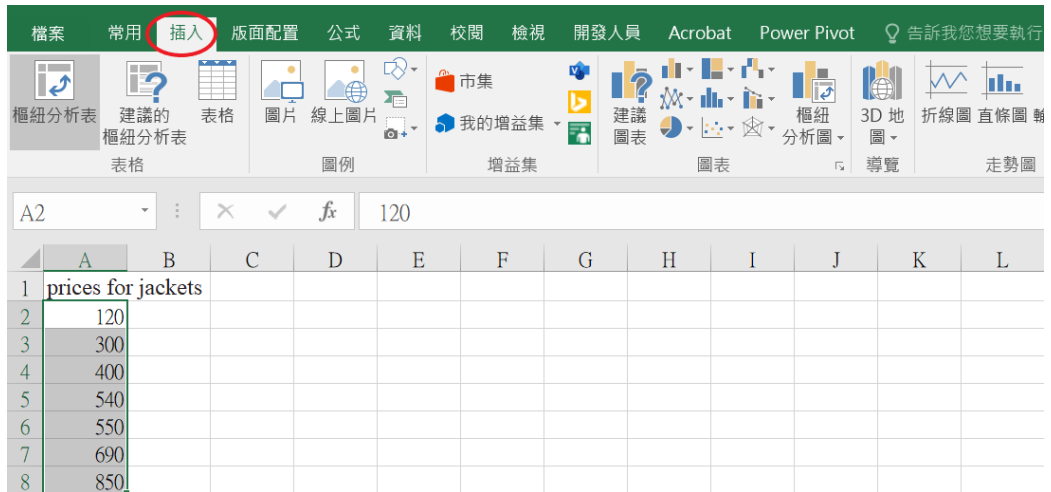 檔案 常用 插入 版面配置 公式 資料 校閱 檢視 開發人員 Acrobat Power Pivot 告訴我您想要執行
樞紐分析表 建議的 樞紐分析表 表格 圖片 線上圖片 市集 我的增益集 建議 圖表 樞紐 分析圖 3D 地 圖 折線圖 直條圖
表格 圖例 增益集 圖表 導覽 走勢圖
A2 fx 120
A B C D E F G H I J K L
1 prices for jackets
2 120
3 300
4 400
5 540
6 550
7 690
8 850